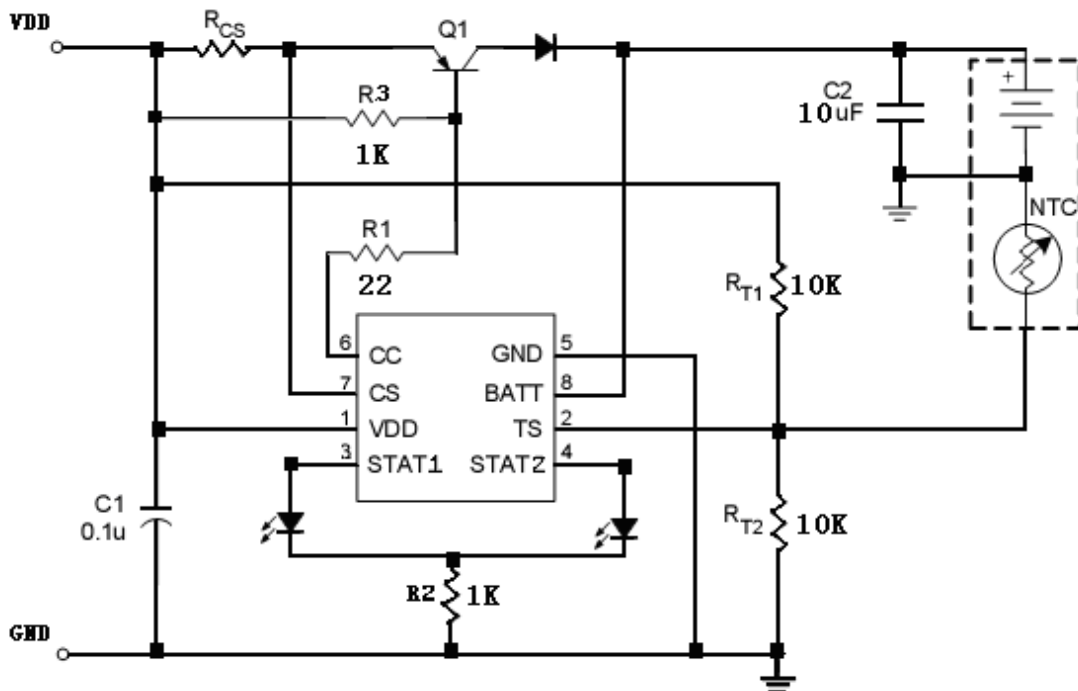 VDD
RCS
Q1
R3
1K
C2
10uF
+
NTC
R1
22
RT1
10K
6
CC
GND
5
7
CS
BATT
8
1
VDD
TS
2
3
STAT1
STAT2
4
C1
0.1u
RT2
10K
R2
1K
GND